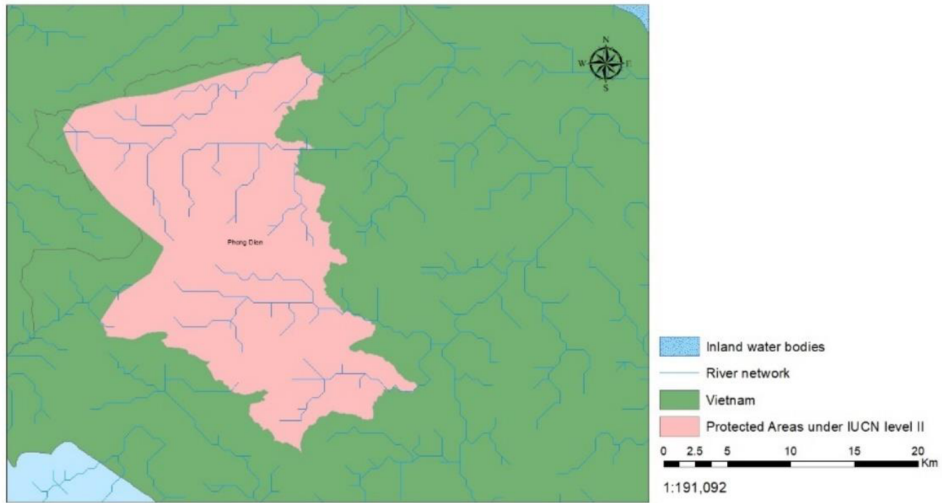 N
W E
S
Phong Dien
Inland water bodies
River network
Vietnam
Protected Areas under IUCN level II
0 2.5 5 10 15 20
Km
1:191,092